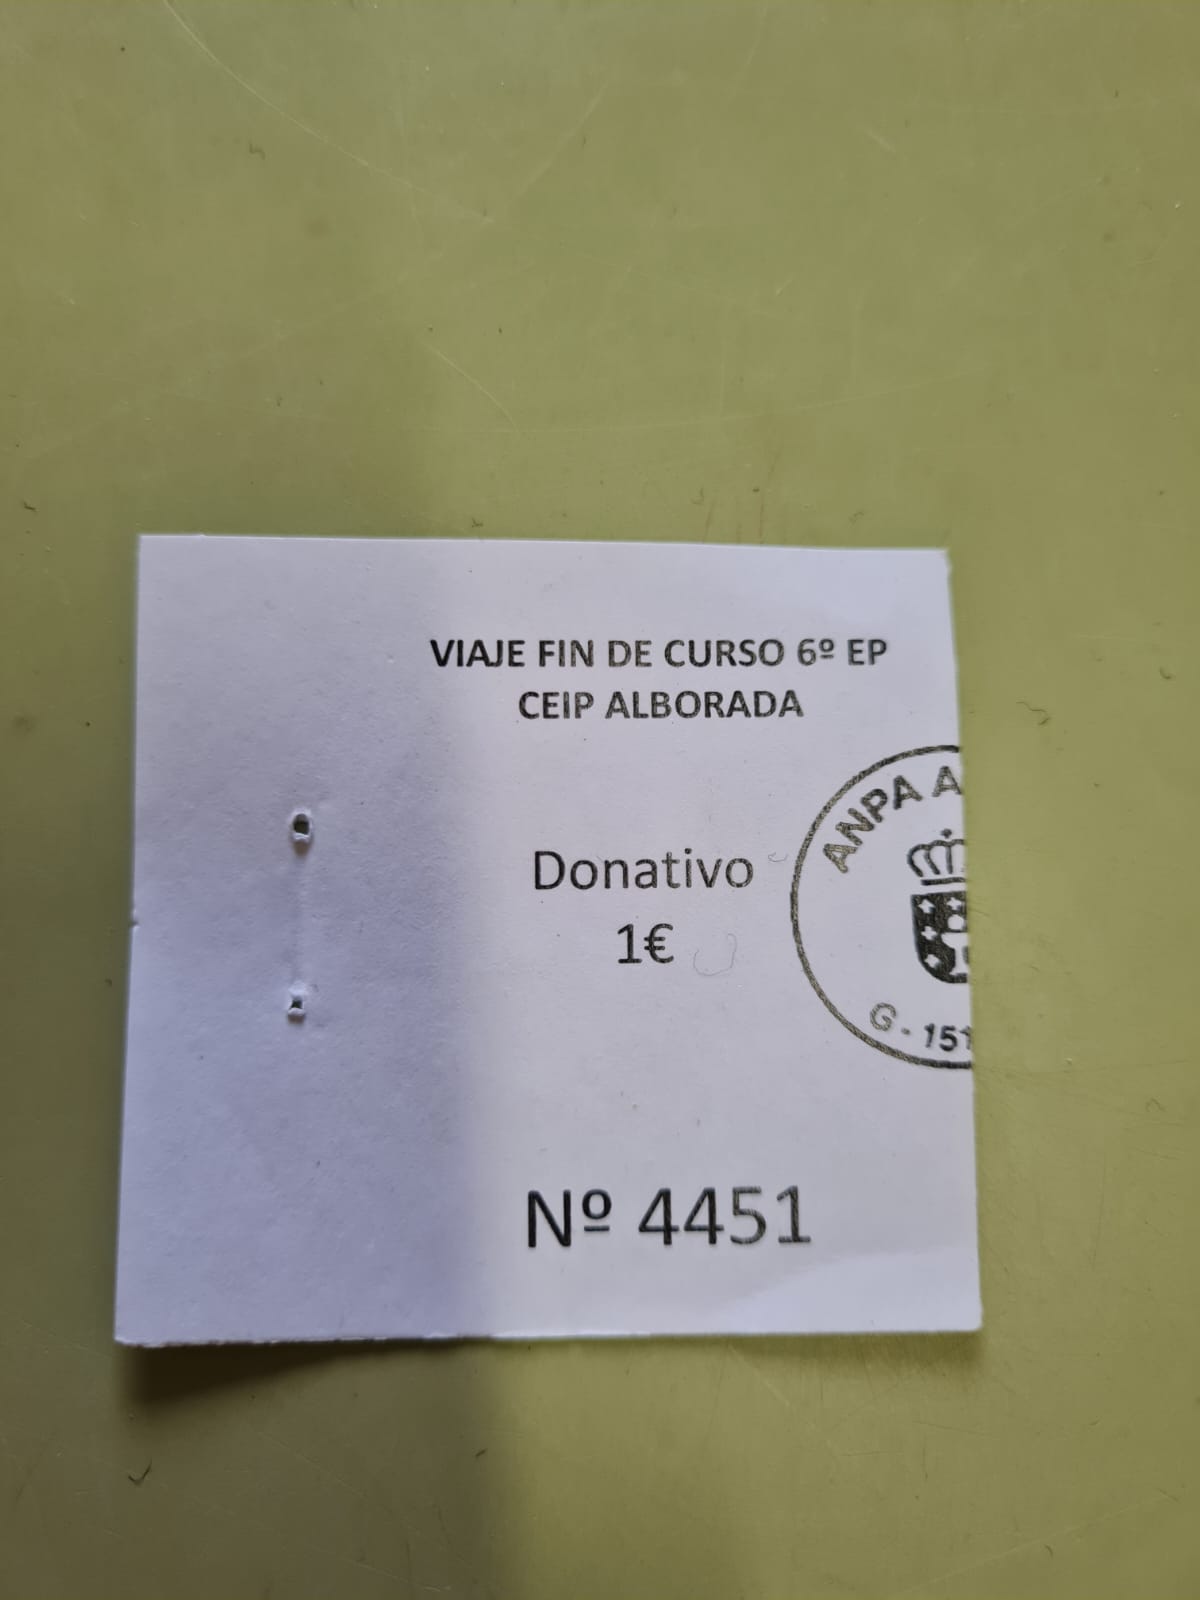 VIAJE FIN DE CURSO 6º EP
CEIP ALBORADA
ANPA A
Donativo
1€
G. - 151
Nº 4451